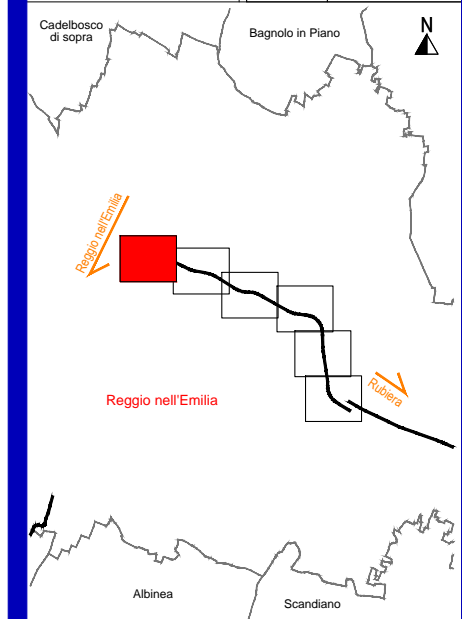 Cadelbosco
di sopra
Bagnolo in Piano
N
Reggio nell'Emilia
Rubiera
Reggio nell'Emilia
Albinea
Scandiano